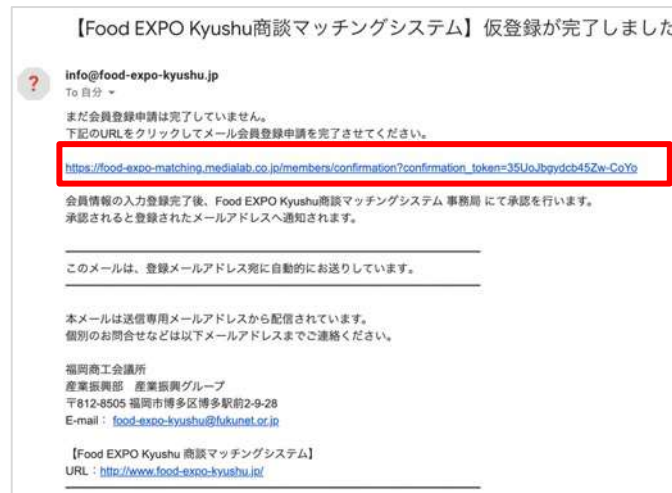 【Food EXPO Kyushu商談マッチングシステム】仮登録が完了しました
?
info@food-expo-kyushu.jp
To 自分
まだ会員登録申請は完了していません。
下記のURLをクリックしてメール会員登録申請を完了させてください。
https://food-expo-matching.medialab.co.jp/members/confirmation?confirmation_token=35UoJbgydcb45Zw-CoYo
会員情報の入力登録完了後、Food EXPO Kyushu商談マッチングシステム 事務局 にて承認を行います。
承認されると登録されたメールアドレスへ通知されます。
このメールは、登録メールアドレス宛に自動的にお送りしています。
本メールは送信専用メールアドレスから配信されています。
個別のお問合せなどは以下メールアドレスまでご連絡ください。
福岡商工会議所
産業振興部 産業振興グループ
〒812-8505 福岡市博多区博多駅前2-9-28
E-mail： food-expo-kyushu@fukunet.or.jp
【Food EXPO Kyushu 商談マッチングシステム】
URL：http://www.food-expo-kyushu.jp/